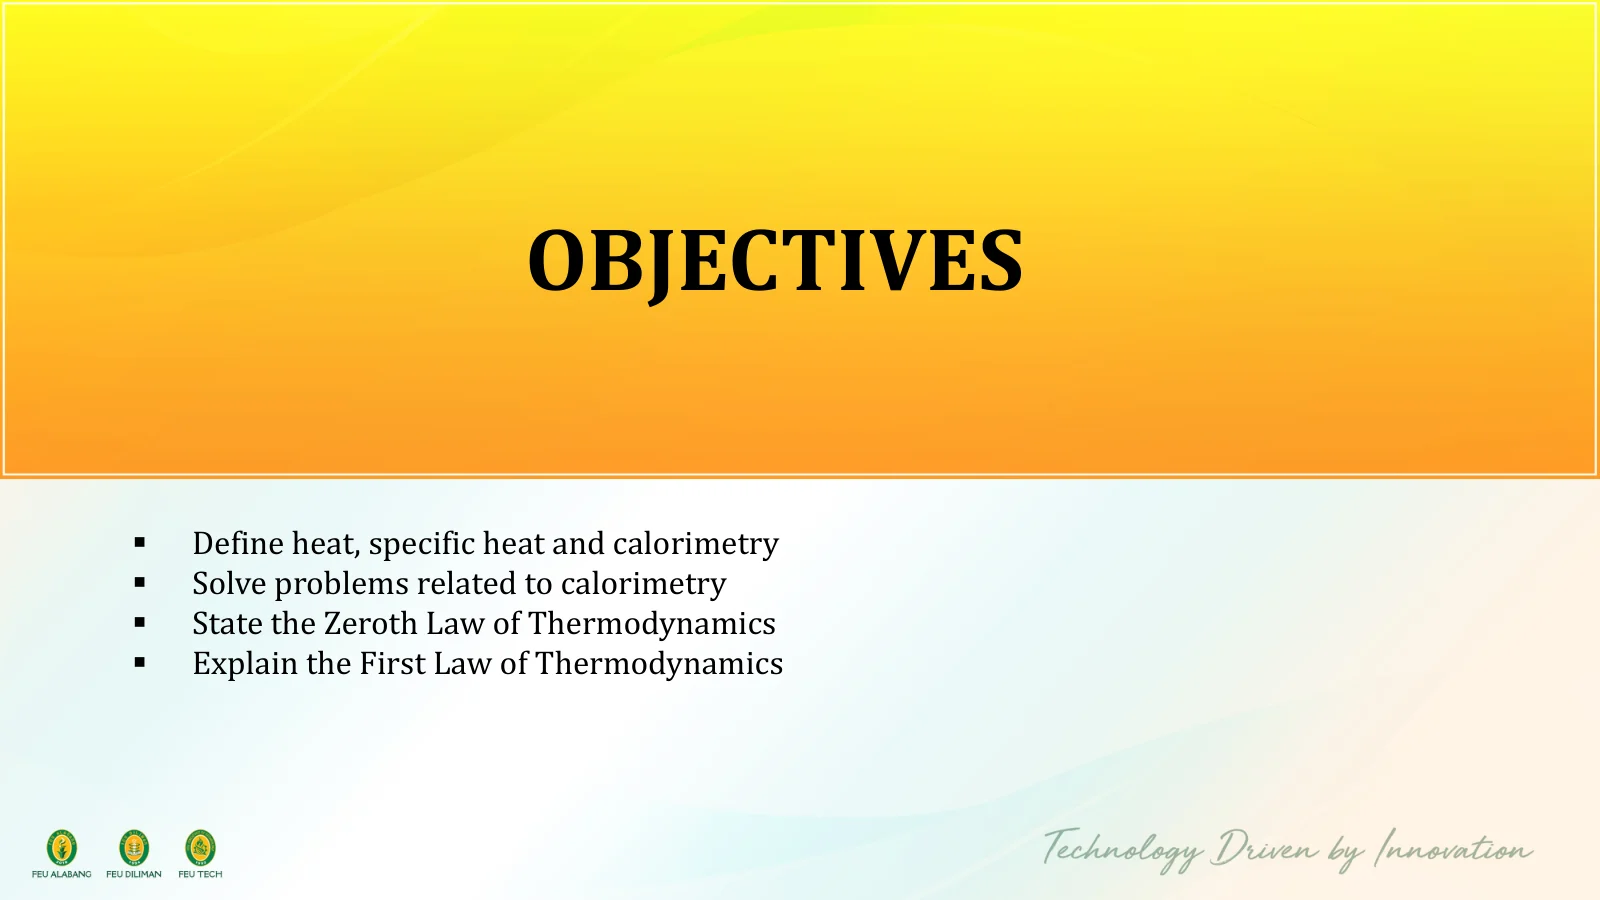 OBJECTIVES
▪ Define heat, specific heat and calorimetry
▪ Solve problems related to calorimetry
▪ State the Zeroth Law of Thermodynamics
▪ Explain the First Law of Thermodynamics
FEU ALABANG FEU DILIMAN FEU TECH
Technology Driven by Innovation